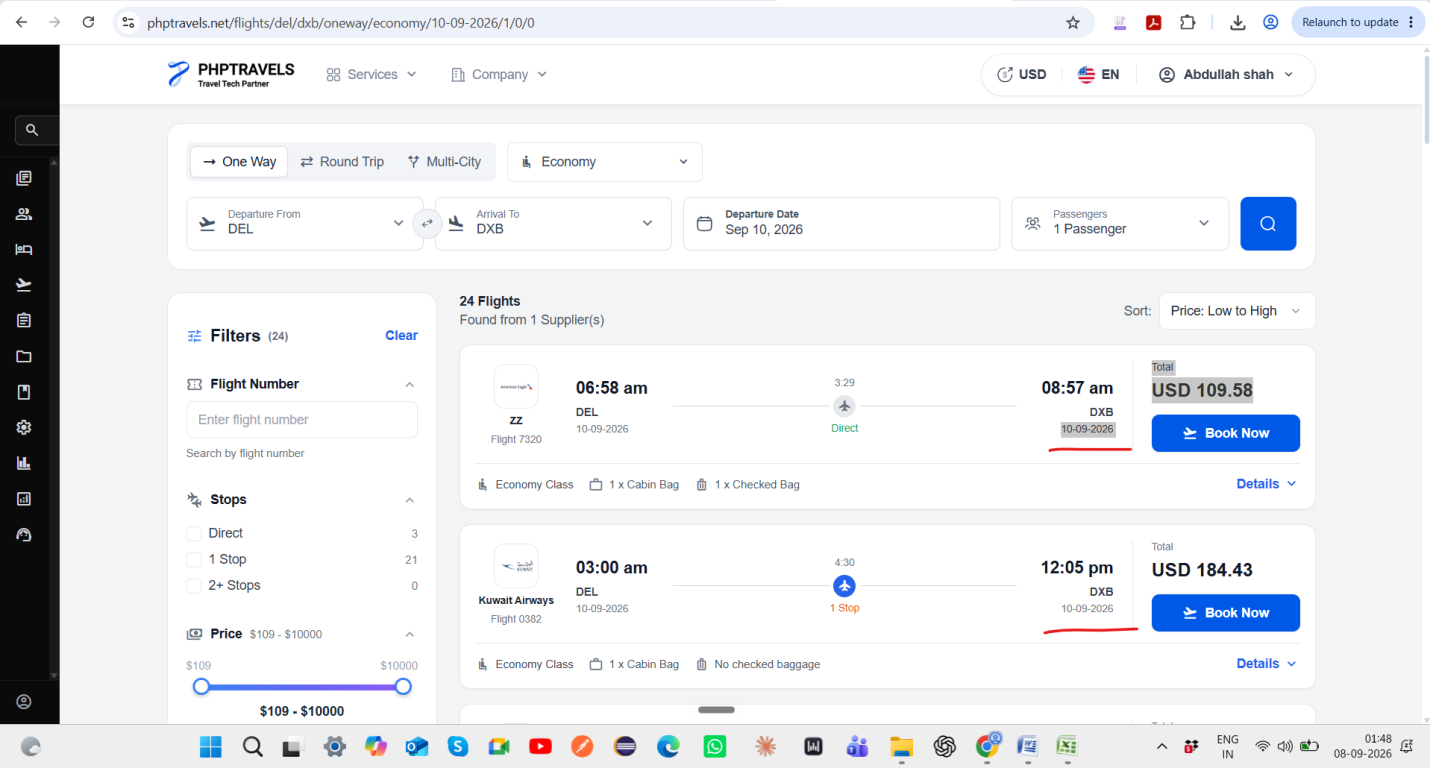 phptravels.net/flights/del/dxb/oneway/economy/10-09-2026/1/0/0
Relaunch to update
PHPTRAVELS
Travel Tech Partner
Services
Company
USD
EN
Abdullah shah
One Way
Round Trip
Multi-City
Economy
Departure From
DEL
Arrival To
DXB
Departure Date
Sep 10, 2026
Passengers
1 Passenger
Filters (24)
Clear
Flight Number
Enter flight number
Search by flight number
Stops
Direct 3
1 Stop 21
2+ Stops 0
Price $109 - $10000
$109 $10000
$109 - $10000
24 Flights
Found from 1 Supplier(s)
Sort: Price: Low to High
American Eagle
ZZ
Flight 7320
06:58 am
DEL
10-09-2026
3:29
Direct
08:57 am
DXB
10-09-2026
Total
USD 109.58
Book Now
Economy Class 1 x Cabin Bag 1 x Checked Bag
Details
KUWAIT
Kuwait Airways
Flight 0382
03:00 am
DEL
10-09-2026
4:30
1 Stop
12:05 pm
DXB
10-09-2026
Total
USD 184.43
Book Now
Economy Class 1 x Cabin Bag No checked baggage
Details
ENG
IN
01:48
08-09-2026